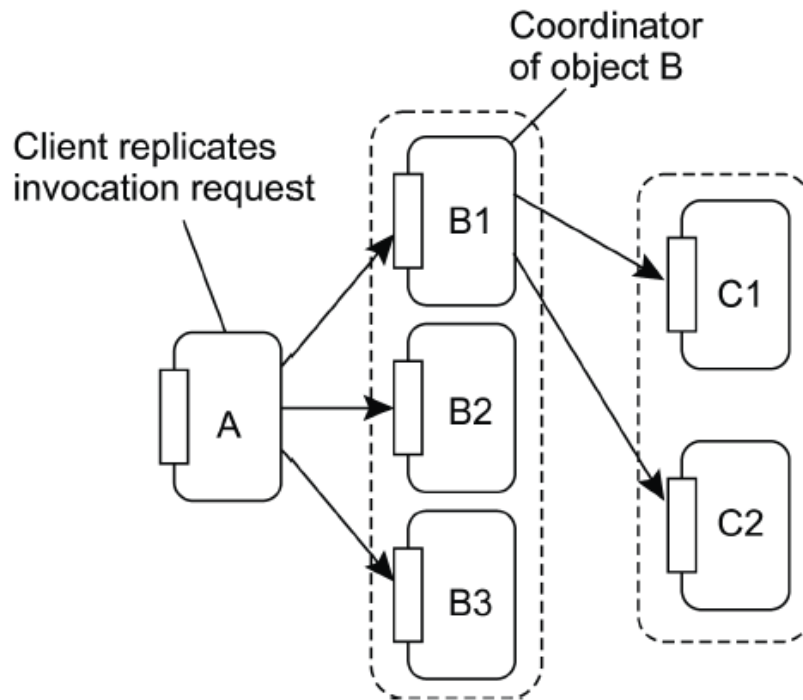 Coordinator
of object B
Client replicates
invocation request
A
B1
B2
B3
C1
C2